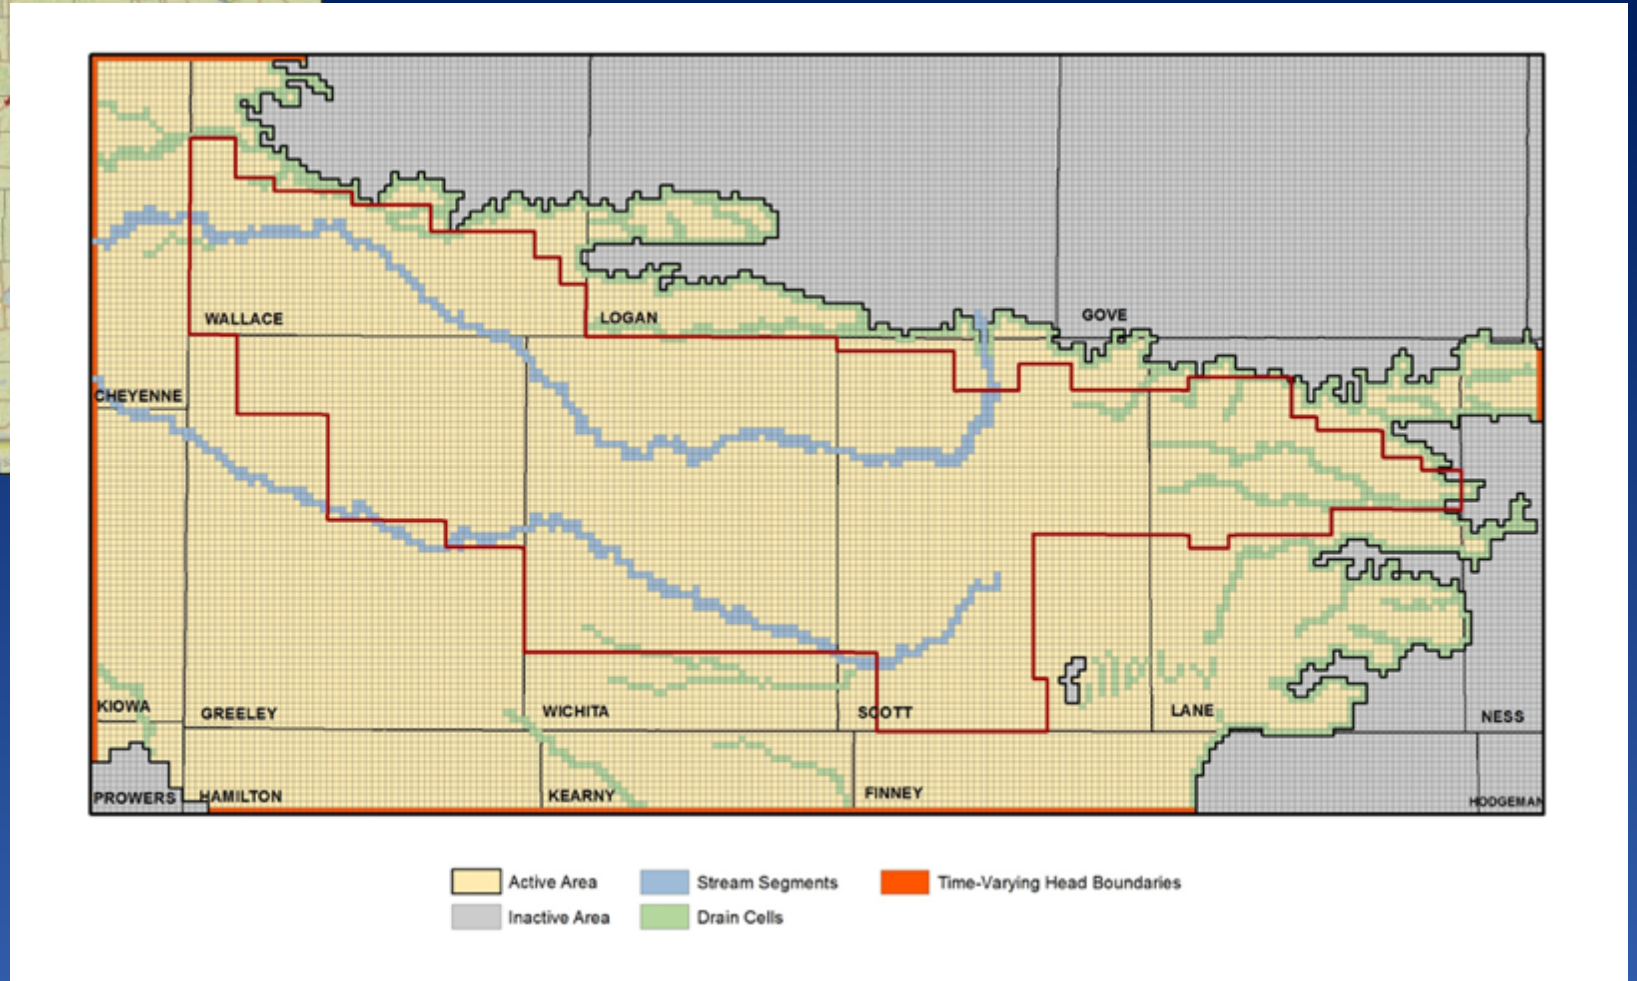 WALLACE
LOGAN
GOVE
CHEYENNE
KIOWA
GREELEY
WICHITA
SCOTT
LANE
NESS
PROWERS
HAMILTON
KEARNY
FINNEY
HODGEMAN
Active Area
Stream Segments
Time-Varying Head Boundaries
Inactive Area
Drain Cells